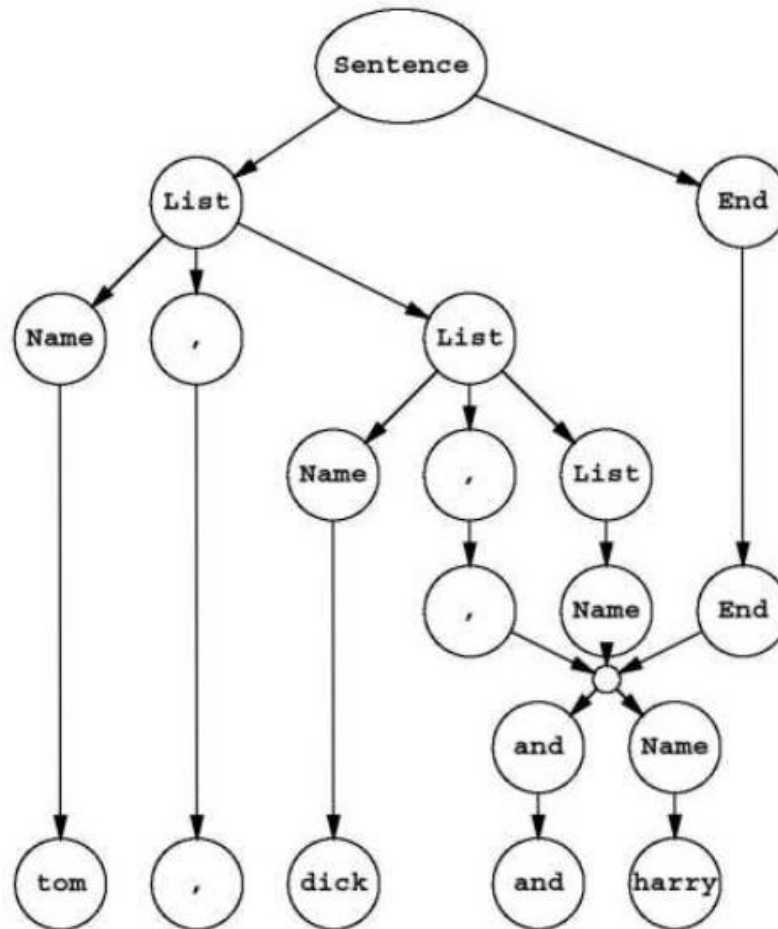 Sentence
List End
Name , List
Name , List
, Name End
and Name
tom , dick and harry